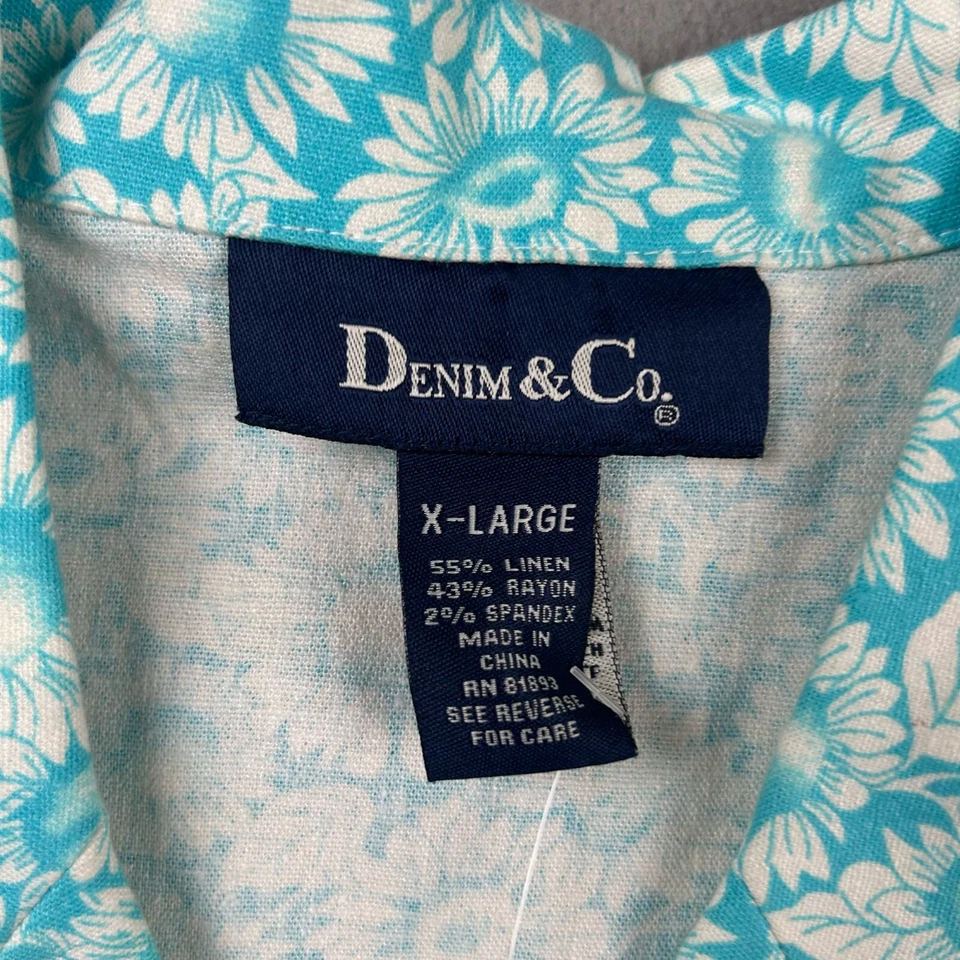 DENIM & CO.®
X-LARGE
55% LINEN
43% RAYON
2% SPANDEX
MADE IN
CHINA
RN 81893
SEE REVERSE
FOR CARE